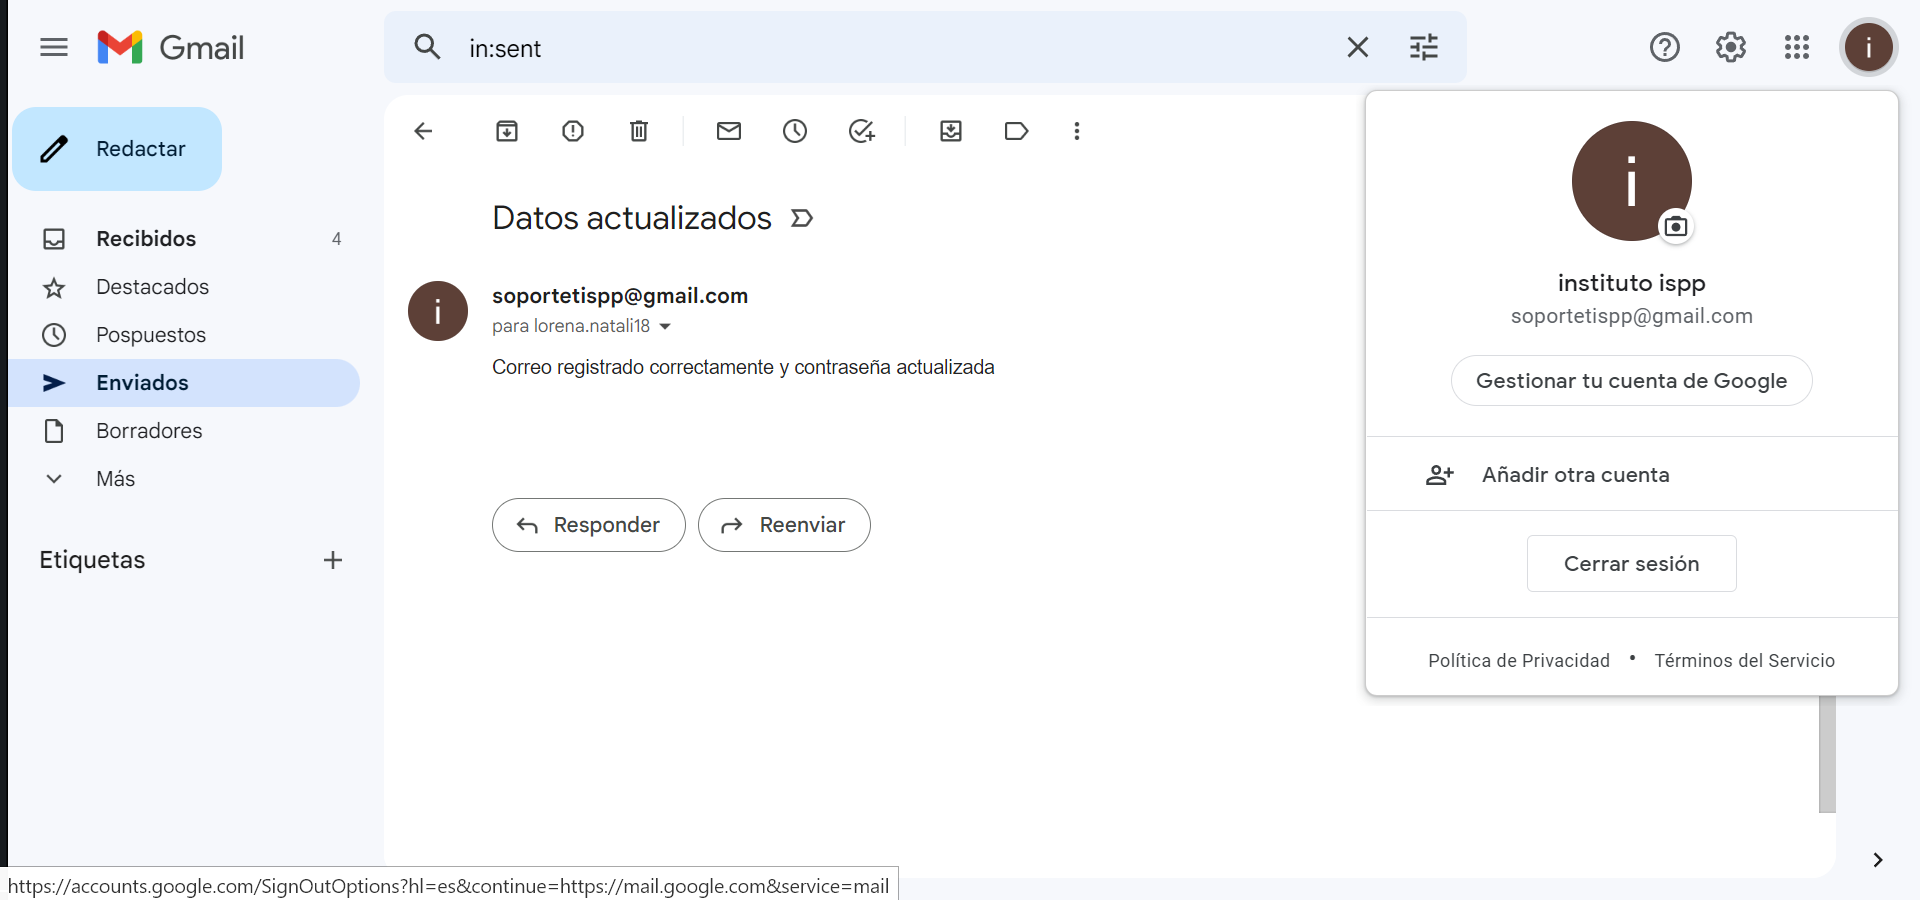 Gmail
in:sent
i
Redactar
Recibidos 4
Destacados
Pospuestos
Enviados
Borradores
Más
Etiquetas
Datos actualizados
i
soportetispp@gmail.com
para lorena.natali18
Correo registrado correctamente y contraseña actualizada
Responder
Reenviar
i
instituto ispp
soportetispp@gmail.com
Gestionar tu cuenta de Google
Añadir otra cuenta
Cerrar sesión
Política de Privacidad • Términos del Servicio
https://accounts.google.com/SignOutOptions?hl=es&continue=https://mail.google.com&service=mail